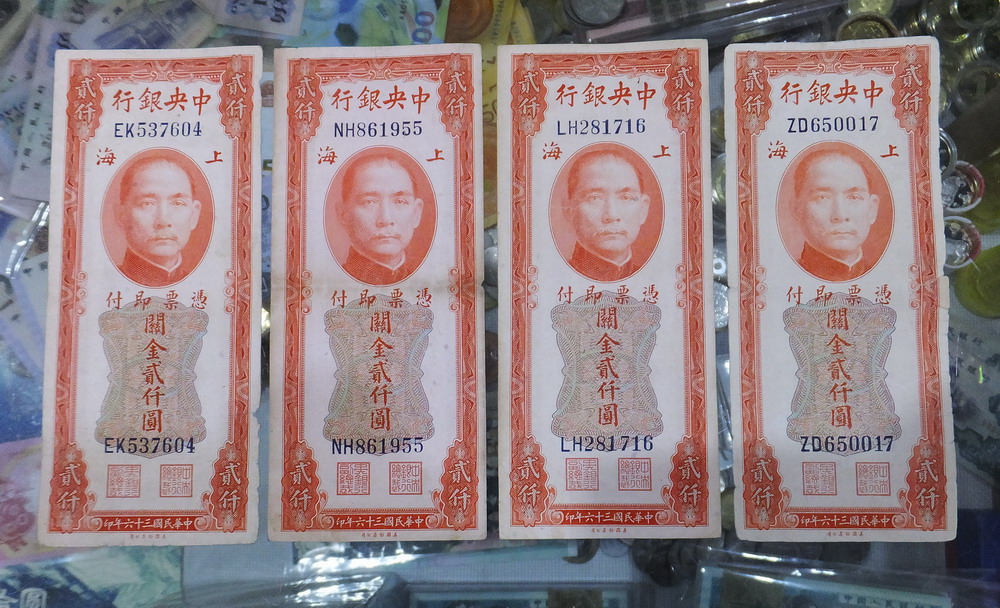 貳仟
貳仟
中央銀行
EK537604
上海
憑票即付
關金貳仟圓
EK537604
貳仟
貳仟
中華民國三十六年印
貳仟
貳仟
中央銀行
NH861955
上海
憑票即付
關金貳仟圓
NH861955
貳仟
貳仟
中華民國三十六年印
貳仟
貳仟
中央銀行
LH281716
上海
憑票即付
關金貳仟圓
LH281716
貳仟
貳仟
中華民國三十六年印
貳仟
貳仟
中央銀行
ZD650017
上海
憑票即付
關金貳仟圓
ZD650017
貳仟
貳仟
中華民國三十六年印